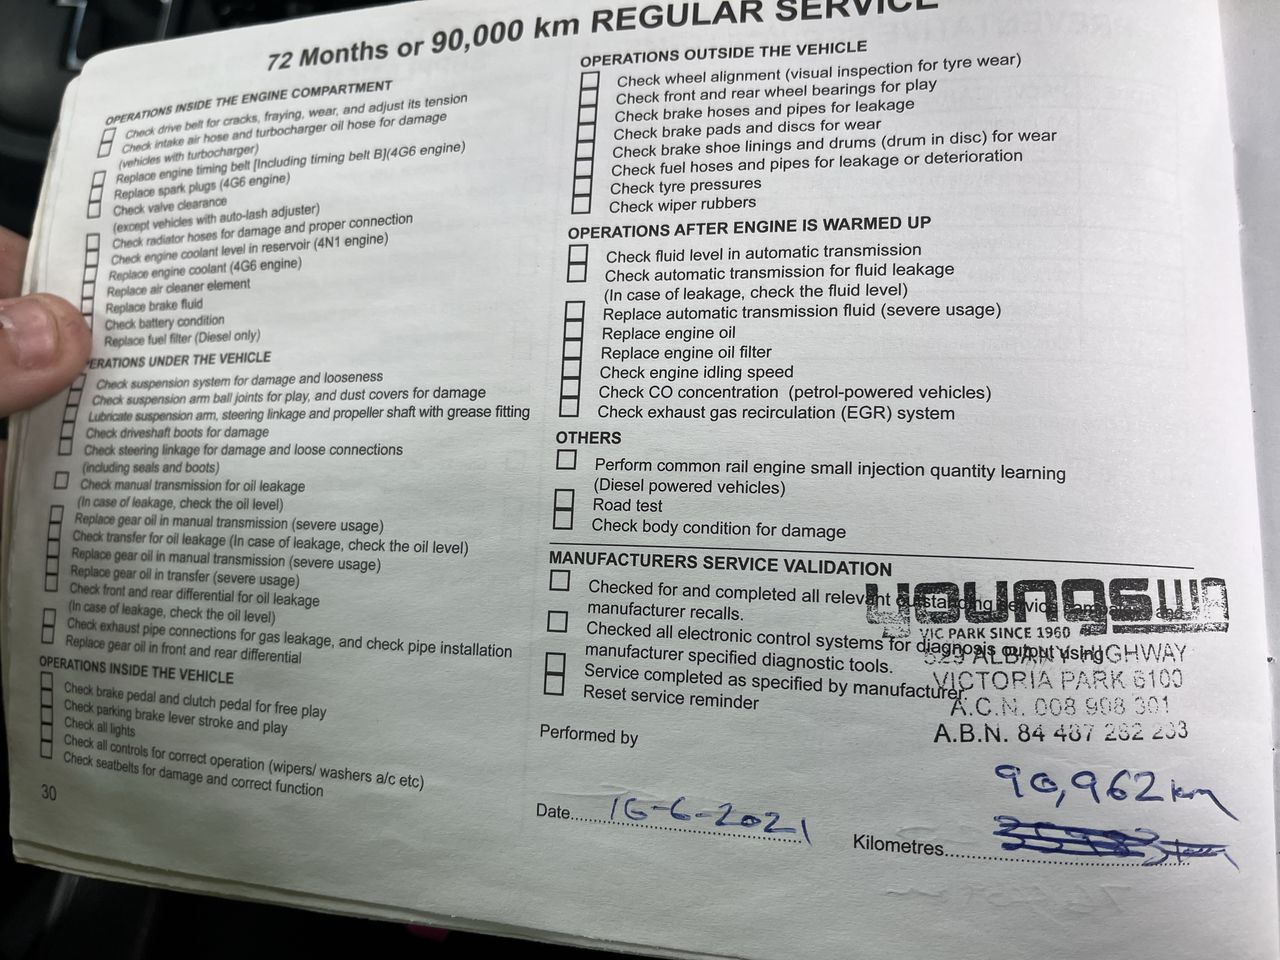 72 Months or 90,000 km REGULAR SERVICE
OPERATIONS INSIDE THE ENGINE COMPARTMENT
Check drive belt for cracks, fraying, wear, and adjust its tension
Check intake air hose and turbocharger oil hose for damage
(vehicles with turbocharger)
Replace engine timing belt [Including timing belt B](4G6 engine)
Replace spark plugs (4G6 engine)
Check valve clearance
(except vehicles with auto-lash adjuster)
Check radiator hoses for damage and proper connection
Check engine coolant level in reservoir (4N1 engine)
Replace engine coolant (4G6 engine)
Replace air cleaner element
Replace brake fluid
Check battery condition
Replace fuel filter (Diesel only)
ERATIONS UNDER THE VEHICLE
Check suspension system for damage and looseness
Check suspension arm ball joints for play, and dust covers for damage
Lubricate suspension arm, steering linkage and propeller shaft with grease fitting
Check driveshaft boots for damage
Check steering linkage for damage and loose connections
(including seals and boots)
Check manual transmission for oil leakage
(In case of leakage, check the oil level)
Replace gear oil in manual transmission (severe usage)
Check transfer for oil leakage (In case of leakage, check the oil level)
Replace gear oil in manual transmission (severe usage)
Replace gear oil in transfer (severe usage)
Check front and rear differential for oil leakage
(In case of leakage, check the oil level)
Check exhaust pipe connections for gas leakage, and check pipe installation
Replace gear oil in front and rear differential
OPERATIONS INSIDE THE VEHICLE
Check brake pedal and clutch pedal for free play
Check parking brake lever stroke and play
Check all lights
Check all controls for correct operation (wipers/ washers a/c etc)
Check seatbelts for damage and correct function
30
OPERATIONS OUTSIDE THE VEHICLE
Check wheel alignment (visual inspection for tyre wear)
Check front and rear wheel bearings for play
Check brake hoses and pipes for leakage
Check brake pads and discs for wear
Check brake shoe linings and drums (drum in disc) for wear
Check fuel hoses and pipes for leakage or deterioration
Check tyre pressures
Check wiper rubbers
OPERATIONS AFTER ENGINE IS WARMED UP
Check fluid level in automatic transmission
Check automatic transmission for fluid leakage
(In case of leakage, check the fluid level)
Replace automatic transmission fluid (severe usage)
Replace engine oil
Replace engine oil filter
Check engine idling speed
Check CO concentration (petrol-powered vehicles)
Check exhaust gas recirculation (EGR) system
OTHERS
Perform common rail engine small injection quantity learning
(Diesel powered vehicles)
Road test
Check body condition for damage
MANUFACTURERS SERVICE VALIDATION
Checked for and completed all relevant outstanding service campaigns and
manufacturer recalls.
Checked all electronic control systems for diagnosis output using
manufacturer specified diagnostic tools.
Service completed as specified by manufacturer.
Reset service reminder
youngs
VIC PARK SINCE 1960
529 ALBANY HIGHWAY
VICTORIA PARK 6100
A.C.N. 008 908 301
A.B.N. 84 487 262 233
Performed by
90,962 km
Date 16-6-2021
Kilometres